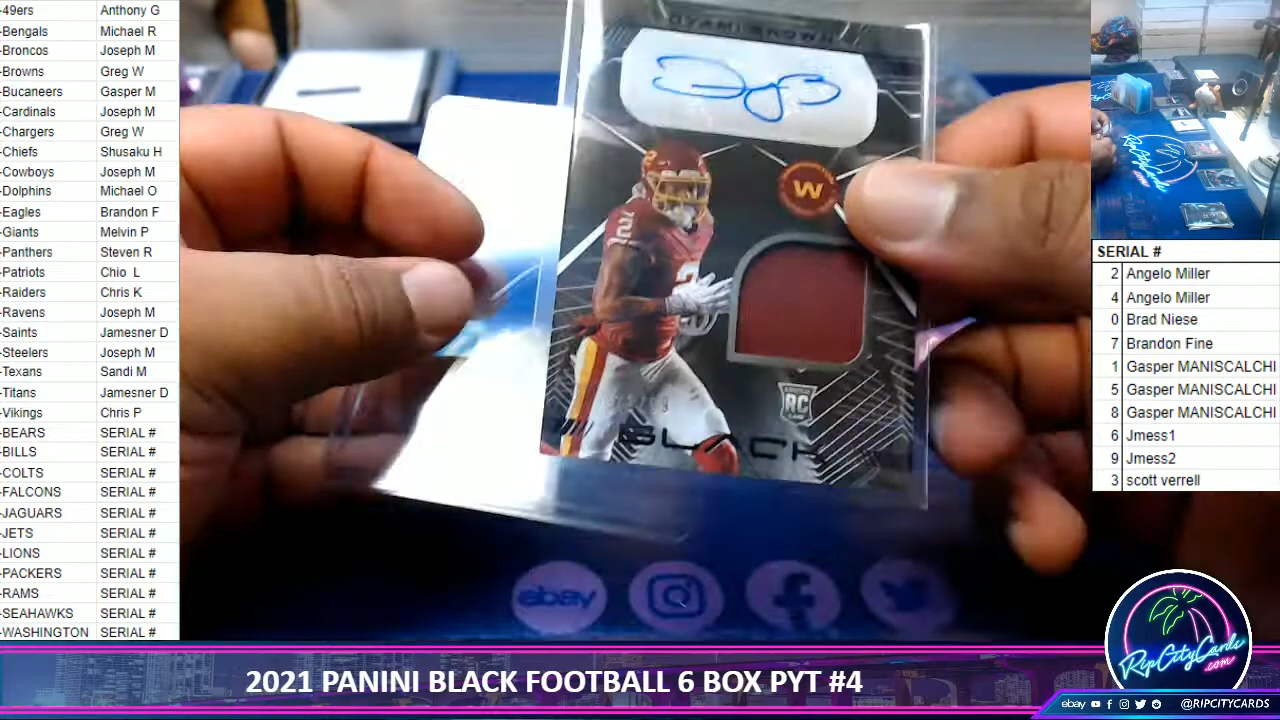 -49ers Anthony G
-Bengals Michael R
-Broncos Joseph M
-Browns Greg W
-Bucaneers Gasper M
-Cardinals Joseph M
-Chargers Greg W
-Chiefs Shusaku H
-Cowboys Joseph M
-Dolphins Michael O
-Eagles Brandon F
-Giants Melvin P
-Panthers Steven R
-Patriots Chio L
-Raiders Chris K
-Ravens Joseph M
-Saints Jamesner D
-Steelers Joseph M
-Texans Sandi M
-Titans Jamesner D
-Vikings Chris P
-BEARS SERIAL #
-BILLS SERIAL #
-COLTS SERIAL #
-FALCONS SERIAL #
-JAGUARS SERIAL #
-JETS SERIAL #
-LIONS SERIAL #
-PACKERS SERIAL #
-RAMS SERIAL #
-SEAHAWKS SERIAL #
-WASHINGTON SERIAL #
W
2
RC
BLACK
ebay
SERIAL #
2 Angelo Miller
4 Angelo Miller
0 Brad Niese
7 Brandon Fine
1 Gasper MANISCALCHI
5 Gasper MANISCALCHI
8 Gasper MANISCALCHI
6 Jmess1
9 Jmess2
3 scott verrell
RipCityCards
.com
2021 PANINI BLACK FOOTBALL 6 BOX PYT #4
ebay @RIPCITYCARDS